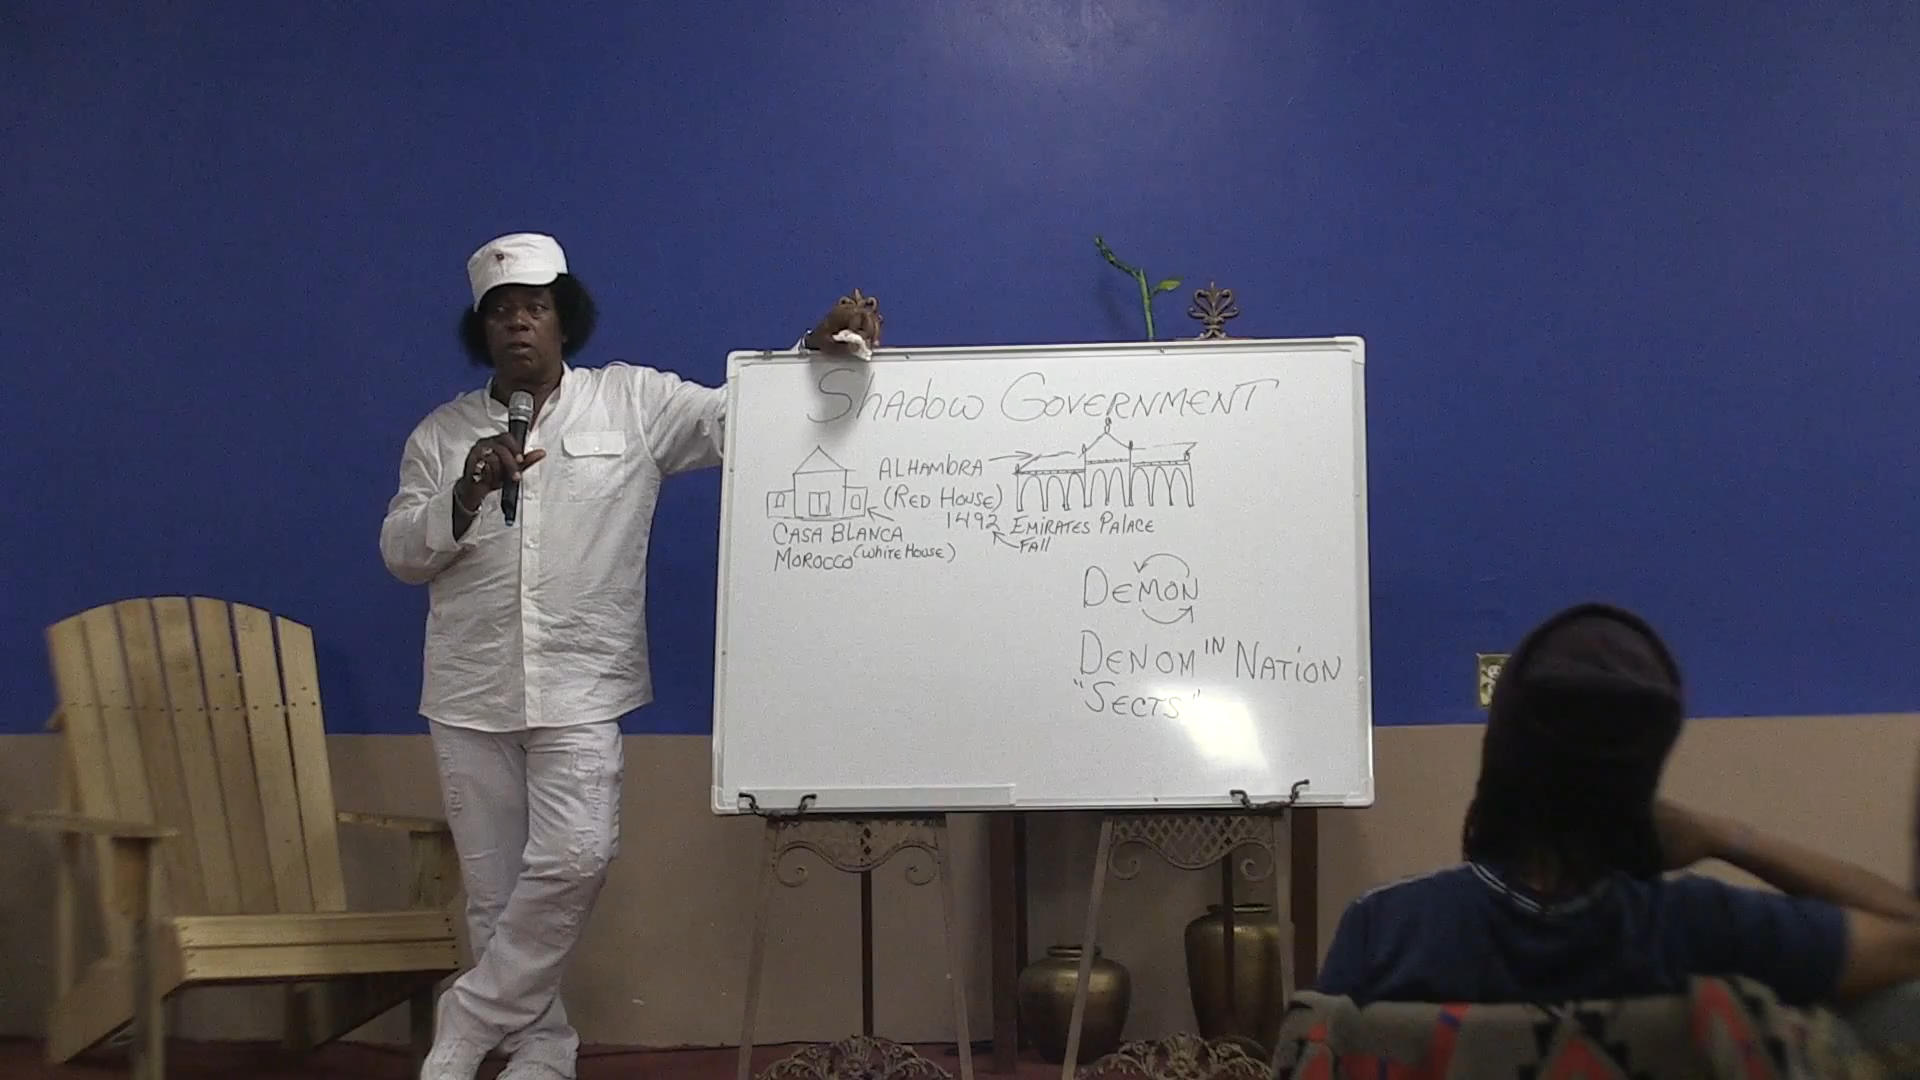 Shadow Government
ALHAMBRA
(RED HOUSE)
1492 EMIRATES PALACE
FAll
CASA BLANCA
MOROCCO (WHITE HOUSE)
DEMON
DENOM IN NATION
"SECTS"